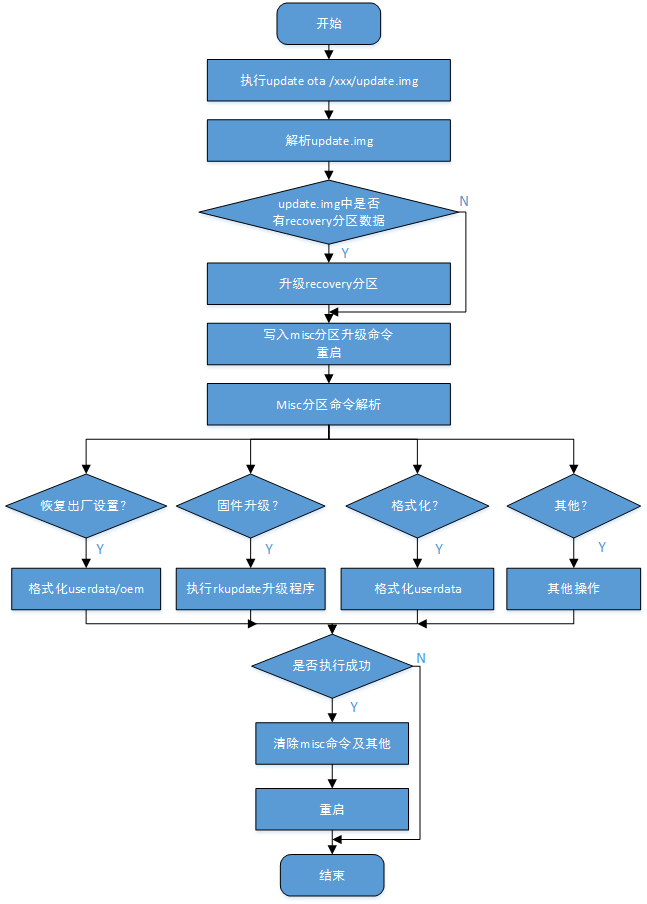 开始
执行update ota /xxx/update.img
解析update.img
update.img中是否
有recovery分区数据
N
Y
升级recovery分区
写入misc分区升级命令
重启
Misc分区命令解析
恢复出厂设置？
固件升级？
格式化？
其他？
Y
Y
Y
Y
格式化userdata/oem
执行rkupdate升级程序
格式化userdata
其他操作
是否执行成功
N
Y
清除misc命令及其他
重启
结束